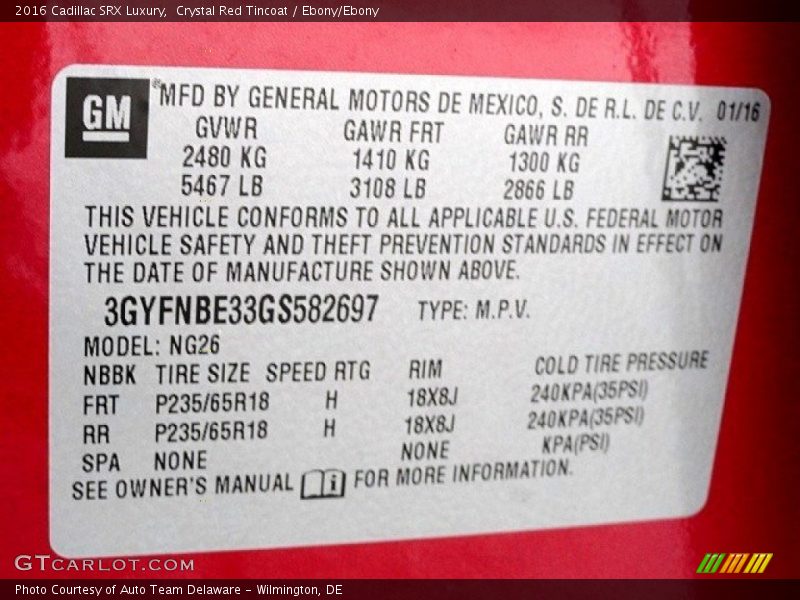 2016 Cadillac SRX Luxury,  Crystal Red Tincoat / Ebony/Ebony
GM ® MFD BY GENERAL MOTORS DE MEXICO, S. DE R.L. DE C.V. 01/16
GVWR GAWR FRT GAWR RR
2480 KG 1410 KG 1300 KG
5467 LB 3108 LB 2866 LB
THIS VEHICLE CONFORMS TO ALL APPLICABLE U.S. FEDERAL MOTOR
VEHICLE SAFETY AND THEFT PREVENTION STANDARDS IN EFFECT ON
THE DATE OF MANUFACTURE SHOWN ABOVE.
3GYFNBE33GS582697 TYPE: M.P.V.
MODEL: NG26
NBBK TIRE SIZE SPEED RTG RIM COLD TIRE PRESSURE
FRT P235/65R18 H 18X8J 240KPA(35PSI)
RR P235/65R18 H 18X8J 240KPA(35PSI)
SPA NONE NONE KPA(PSI)
SEE OWNER'S MANUAL i FOR MORE INFORMATION.
GTCARLOT.COM
Photo Courtesy of Auto Team Delaware - Wilmington, DE